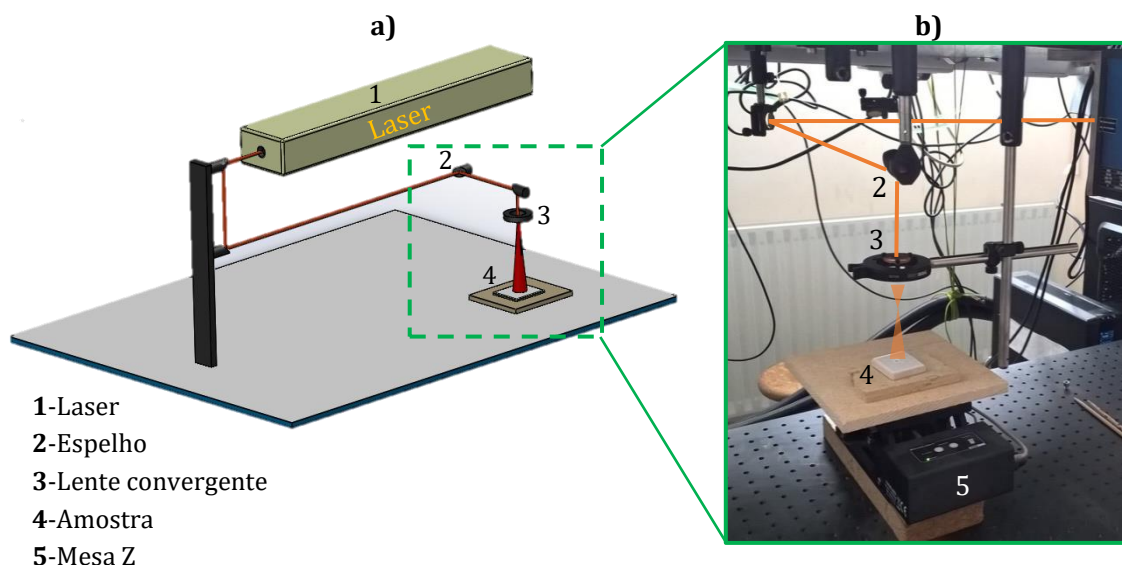 a)
b)
1
Laser
2
3
4
2
3
4
5
1-Laser
2-Espelho
3-Lente convergente
4-Amostra
5-Mesa Z